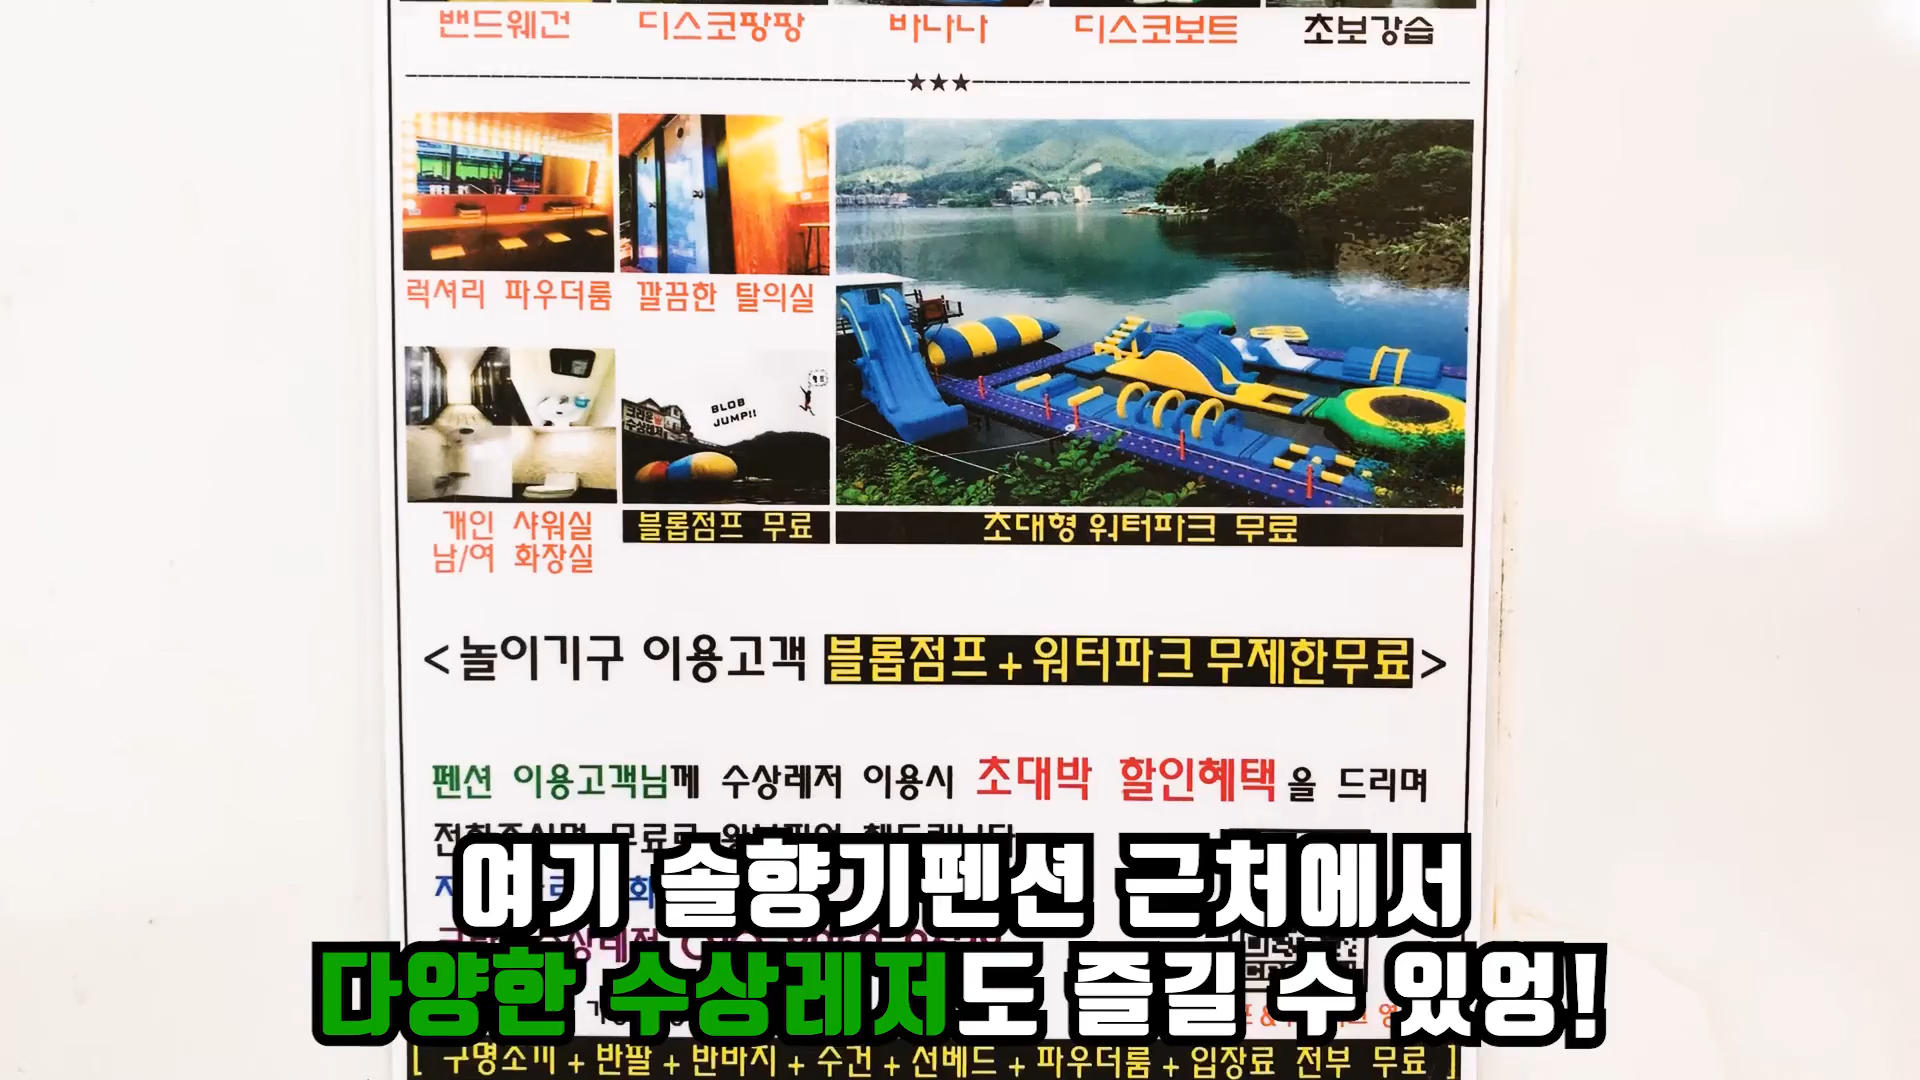 밴드웨건 디스코팡팡 바나나 디스코보트 초보강습
★★★
럭셔리 파우더룸 깔끔한 탈의실
BLOB
JUMP!!
크라운
수상레저
개인 샤워실
남/여 화장실
블롭점프 무료
초대형 워터파크 무료
<놀이기구 이용고객 블롭점프+워터파크 무제한무료>
펜션 이용고객님께 수상레저 이용시 초대박 할인혜택을 드리며
여기 솔향기펜션 근처에서
다양한 수상레저도 즐길 수 있엉!
[ 구명조끼 + 반팔 + 반바지 + 수건 + 선베드 + 파우더룸 + 입장료 전부 무료 ]